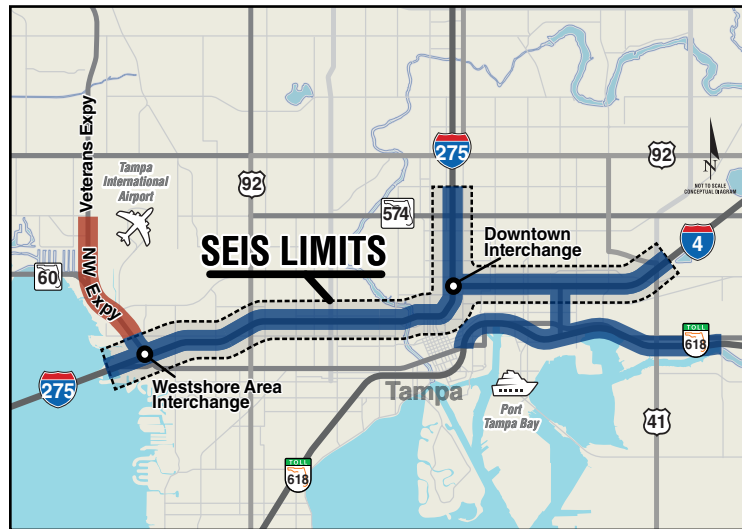 275
92
92
N
NOT TO SCALE
CONCEPTUAL DIAGRAM
Veterans Expy
Tampa
International
Airport
574
Downtown
Interchange
4
SEIS LIMITS
60
NW Expy
TOLL
618
275
Westshore Area
Interchange
Tampa
Port
Tampa Bay
41
TOLL
618